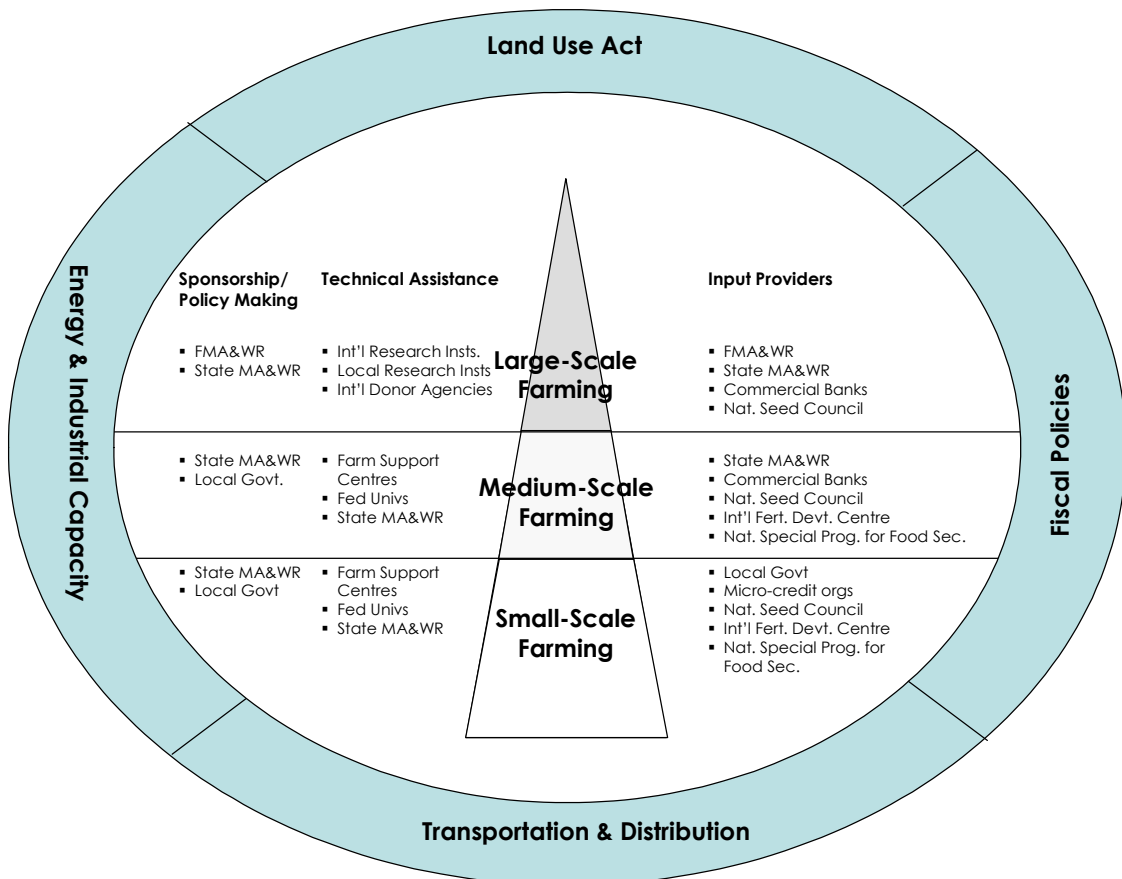 Land Use Act
Energy & Industrial Capacity
Fiscal Policies
Sponsorship/
Policy Making
Technical Assistance
Input Providers
▪ FMA&WR
▪ State MA&WR
▪ Int'l Research Insts.
▪ Local Research Insts
▪ Int'l Donor Agencies
Large-Scale
Farming
▪ FMA&WR
▪ State MA&WR
▪ Commercial Banks
▪ Nat. Seed Council
▪ State MA&WR
▪ Local Govt.
▪ Farm Support
Centres
▪ Fed Univs
▪ State MA&WR
Medium-Scale
Farming
▪ State MA&WR
▪ Commercial Banks
▪ Nat. Seed Council
▪ Int'l Fert. Devt. Centre
▪ Nat. Special Prog. for Food Sec.
▪ State MA&WR
▪ Local Govt
▪ Farm Support
Centres
▪ Fed Univs
▪ State MA&WR
Small-Scale
Farming
▪ Local Govt
▪ Micro-credit orgs
▪ Nat. Seed Council
▪ Int'l Fert. Devt. Centre
▪ Nat. Special Prog. for
Food Sec.
Transportation & Distribution